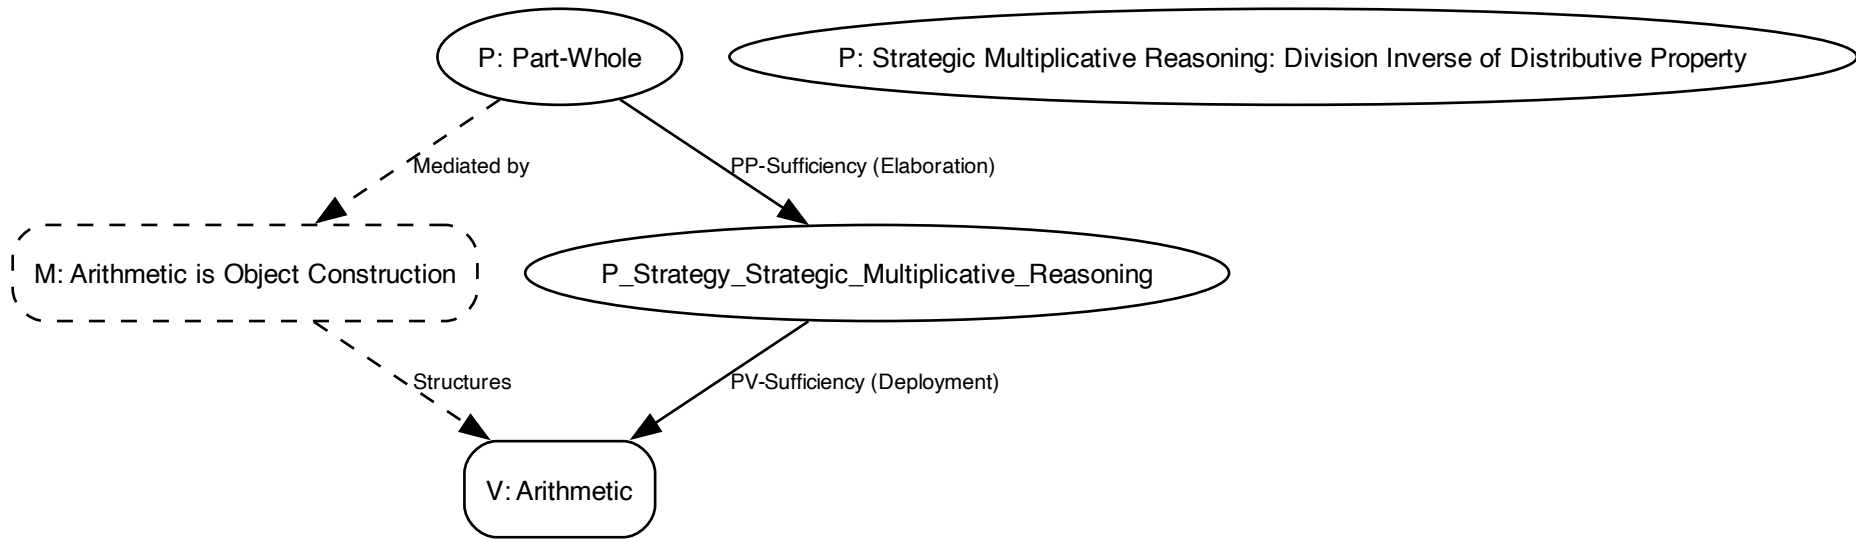 P: Part-Whole
P: Strategic Multiplicative Reasoning: Division Inverse of Distributive Property
Mediated by
PP-Sufficiency (Elaboration)
M: Arithmetic is Object Construction
P_Strategy_Strategic_Multiplicative_Reasoning
Structures
PV-Sufficiency (Deployment)
V: Arithmetic